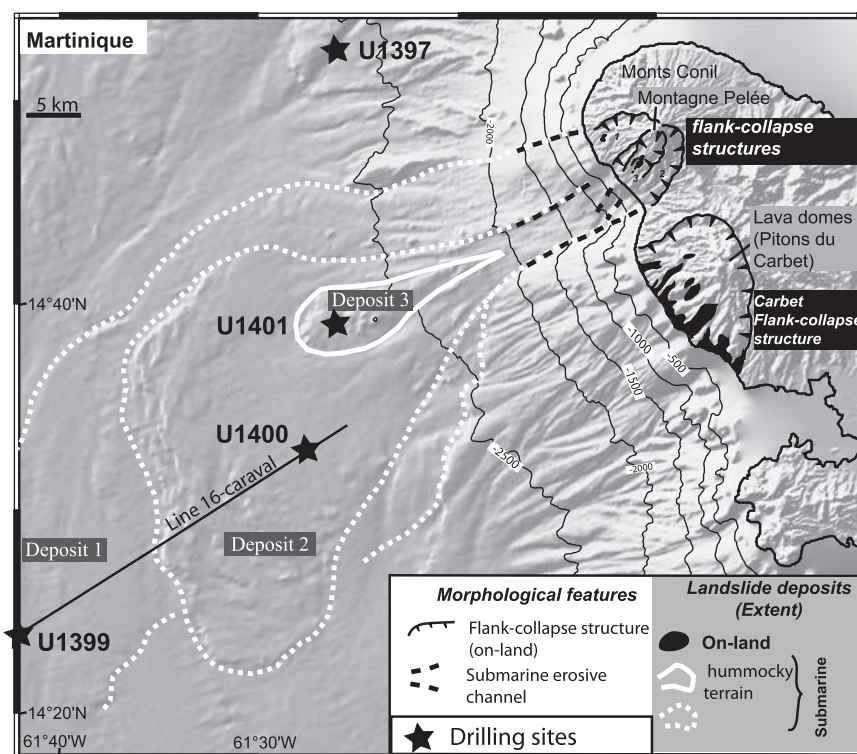 Martinique
U1397
5 km
Monts Conil
Montagne Pelée
flank-collapse
structures
-2000
1
2
3
Lava domes
(Pitons du
Carbet)
Carbet
Flank-collapse
structure
14°40'N
Deposit 3
U1401
-1000
-500
-1500
U1400
-2500
-2000
Line 16-caraval
Deposit 1
Deposit 2
U1399
14°20'N
61°40'W
61°30'W
Morphological features
Flank-collapse structure
(on-land)
Submarine erosive
channel
Drilling sites
Landslide deposits
(Extent)
On-land
hummocky
terrain
Submarine